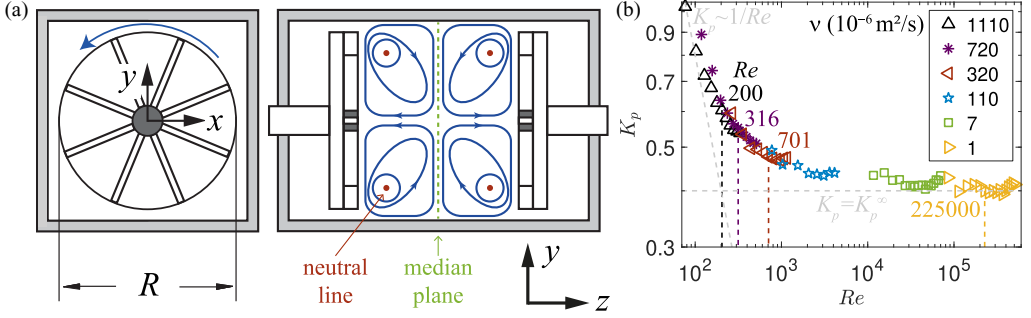 (a)
y
x
R
neutral
line
median
plane
y
z
(b)
K_p
0.9
0.7
0.5
0.3
K_p~1/Re
ν (10⁻⁶ m²/s)
1110
720
320
110
7
1
Re
200
316
701
225000
K_p=K_p^∞
10² 10³ 10⁴ 10⁵
Re